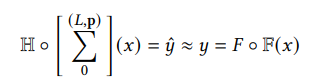 ℍ ∘ [ ∑_{0}^{(L,𝐩)} ] (x) = ŷ ≈ y = F ∘ 𝔽(x)